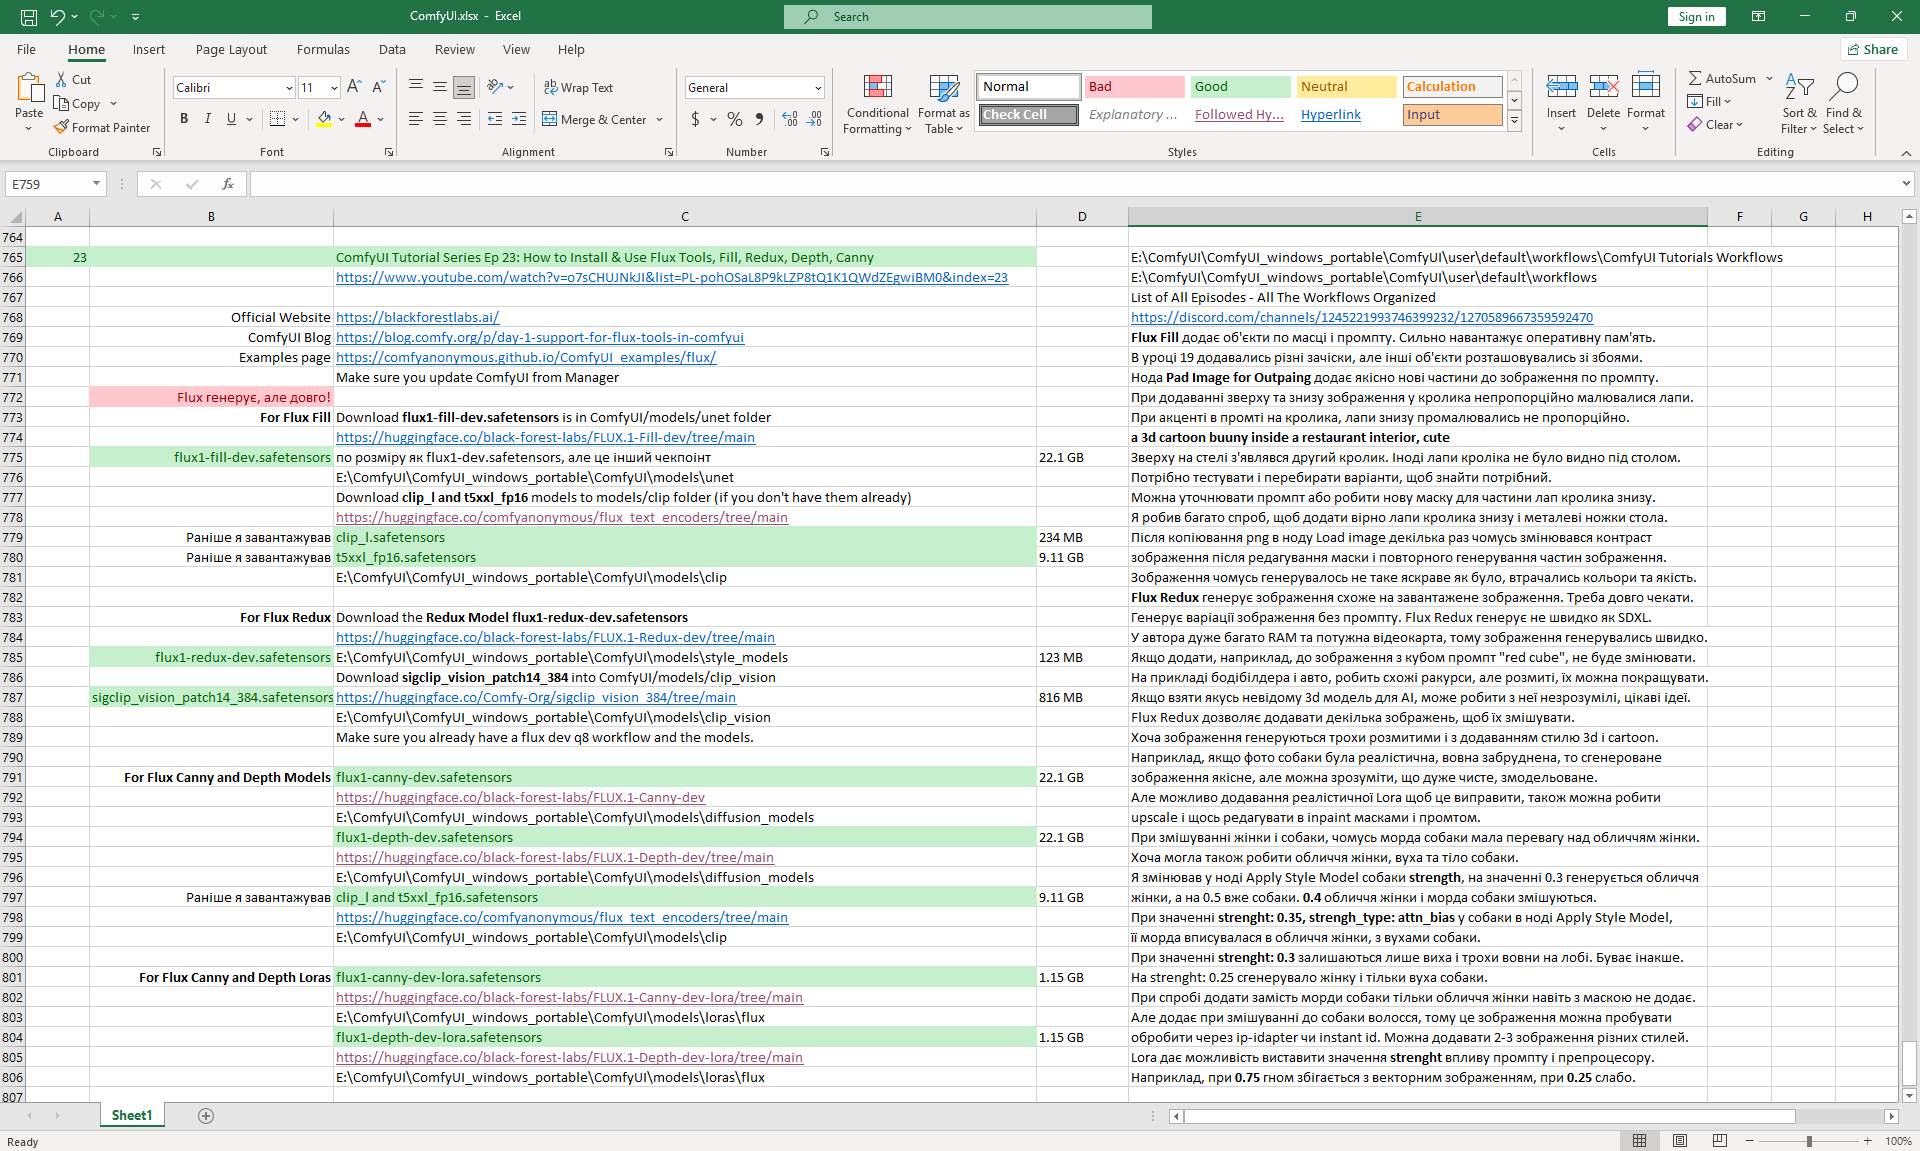 ComfyUI.xlsx - Excel
Search
Sign in
File Home Insert Page Layout Formulas Data Review View Help
Share
Paste
Cut
Copy
Format Painter
Clipboard
Calibri 11
B I U
Font
Wrap Text
Merge & Center
Alignment
General
$ % 9
Number
Conditional Formatting
Format as Table
Normal Bad Good Neutral Calculation
Check Cell Explanatory ... Followed Hy... Hyperlink Input
Styles
Insert Delete Format
Cells
AutoSum
Fill
Clear
Sort & Filter
Find & Select
Editing
E759
fx
A B C D E F G H
764
765 23 ComfyUI Tutorial Series Ep 23: How to Install & Use Flux Tools, Fill, Redux, Depth, Canny E:\ComfyUI\ComfyUI_windows_portable\ComfyUI\user\default\workflows\ComfyUI Tutorials Workflows
766 https://www.youtube.com/watch?v=o7sCHUJNkJI&list=PL-pohOSaL8P9kLZP8tQ1K1QWdZEgwiBM0&index=23 E:\ComfyUI\ComfyUI_windows_portable\ComfyUI\user\default\workflows
767 List of All Episodes - All The Workflows Organized
768 Official Website https://blackforestlabs.ai/ https://discord.com/channels/1245221993746399232/1270589667359592470
769 ComfyUI Blog https://blog.comfy.org/p/day-1-support-for-flux-tools-in-comfyui Flux Fill додає об'єкти по масці і промпту. Сильно навантажує оперативну пам'ять.
770 Examples page https://comfyanonymous.github.io/ComfyUI_examples/flux/ В уроці 19 додавались різні зачіски, але інші об'єкти розташовувались зі збоями.
771 Make sure you update ComfyUI from Manager Нода Pad Image for Outpaing додає якісно нові частини до зображення по промпту.
772 Flux генерує, але довго! При додаванні зверху та знизу зображення у кролика непропорційно малювалися лапи.
773 For Flux Fill Download flux1-fill-dev.safetensors is in ComfyUI/models/unet folder При акценті в промті на кролика, лапи знизу промалювались не пропорційно.
774 https://huggingface.co/black-forest-labs/FLUX.1-Fill-dev/tree/main a 3d cartoon buuny inside a restaurant interior, cute
775 flux1-fill-dev.safetensors по розміру як flux1-dev.safetensors, але це інший чекпоінт 22.1 GB Зверху на стелі з'являвся другий кролик. Іноді лапи кроліка не було видно під столом.
776 E:\ComfyUI\ComfyUI_windows_portable\ComfyUI\models\unet Потрібно тестувати і перебирати варіанти, щоб знайти потрібний.
777 Download clip_l and t5xxl_fp16 models to models/clip folder (if you don't have them already) Можна уточнювати промпт або робити нову маску для частини лап кролика знизу.
778 https://huggingface.co/comfyanonymous/flux_text_encoders/tree/main Я робив багато спроб, щоб додати вірно лапи кролика знизу і металеві ножки стола.
779 Раніше я завантажував clip_l.safetensors 234 MB Після копіювання png в ноду Load image декілька раз чомусь змінювався контраст
780 Раніше я завантажував t5xxl_fp16.safetensors 9.11 GB зображення після редагування маски і повторного генерування частин зображення.
781 E:\ComfyUI\ComfyUI_windows_portable\ComfyUI\models\clip Зображення чомусь генерувалось не таке яскраве як було, втрачались кольори та якість.
782 Flux Redux генерує зображення схоже на завантажене зображення. Треба довго чекати.
783 For Flux Redux Download the Redux Model flux1-redux-dev.safetensors Генерує варіації зображення без промпту. Flux Redux генерує не швидко як SDXL.
784 https://huggingface.co/black-forest-labs/FLUX.1-Redux-dev/tree/main У автора дуже багато RAM та потужна відеокарта, тому зображення генерувались швидко.
785 flux1-redux-dev.safetensors E:\ComfyUI\ComfyUI_windows_portable\ComfyUI\models\style_models 123 MB Якщо додати, наприклад, до зображення з кубом промпт "red cube", не буде змінювати.
786 Download sigclip_vision_patch14_384 into ComfyUI/models/clip_vision На прикладі бодібілдера і авто, робить схожі ракурси, але розмиті, їх можна покращувати.
787 sigclip_vision_patch14_384.safetensors https://huggingface.co/Comfy-Org/sigclip_vision_384/tree/main 816 MB Якщо взяти якусь невідому 3d модель для AI, може робити з неї незрозумілі, цікаві ідеї.
788 E:\ComfyUI\ComfyUI_windows_portable\ComfyUI\models\clip_vision Flux Redux дозволяє додавати декілька зображень, щоб їх змішувати.
789 Make sure you already have a flux dev q8 workflow and the models. Хоча зображення генеруються трохи розмитими і з додаванням стилю 3d і cartoon.
790 Наприклад, якщо фото собаки була реалістична, вовна забруднена, то сгенероване
791 For Flux Canny and Depth Models flux1-canny-dev.safetensors 22.1 GB зображення якісне, але можна зрозуміти, що дуже чисте, змодельоване.
792 https://huggingface.co/black-forest-labs/FLUX.1-Canny-dev Але можливо додавання реалістичної Lora щоб це виправити, також можна робити
793 E:\ComfyUI\ComfyUI_windows_portable\ComfyUI\models\diffusion_models upscale і щось редагувати в inpaint масками і промтом.
794 flux1-depth-dev.safetensors 22.1 GB При змішуванні жінки і собаки, чомусь морда собаки мала перевагу над обличчям жінки.
795 https://huggingface.co/black-forest-labs/FLUX.1-Depth-dev/tree/main Хоча могла також робити обличчя жінки, вуха та тіло собаки.
796 E:\ComfyUI\ComfyUI_windows_portable\ComfyUI\models\diffusion_models Я змінював у ноді Apply Style Model собаки strength, на значенні 0.3 генерується обличчя
797 Раніше я завантажував clip_l and t5xxl_fp16.safetensors 9.11 GB жінки, а на 0.5 вже собаки. 0.4 обличчя жінки і морда собаки змішуються.
798 https://huggingface.co/comfyanonymous/flux_text_encoders/tree/main При значенні strenght: 0.35, strengh_type: attn_bias у собаки в ноді Apply Style Model,
799 E:\ComfyUI\ComfyUI_windows_portable\ComfyUI\models\clip її морда вписувалася в обличчя жінки, з вухами собаки.
800 При значенні strenght: 0.3 залишаються лише виха і трохи вовни на лобі. Буває інакше.
801 For Flux Canny and Depth Loras flux1-canny-dev-lora.safetensors 1.15 GB На strenght: 0.25 сгенерувало жінку і тільки вуха собаки.
802 https://huggingface.co/black-forest-labs/FLUX.1-Canny-dev-lora/tree/main При спробі додати замість морди собаки тільки обличчя жінки навіть з маскою не додає.
803 E:\ComfyUI\ComfyUI_windows_portable\ComfyUI\models\loras\flux Але додає при змішуванні до собаки волосся, тому це зображення можна пробувати
804 flux1-depth-dev-lora.safetensors 1.15 GB обробити через ip-idapter чи instant id. Можна додавати 2-3 зображення різних стилей.
805 https://huggingface.co/black-forest-labs/FLUX.1-Depth-dev-lora/tree/main Lora дає можливість виставити значення strenght впливу промпту і препроцесору.
806 E:\ComfyUI\ComfyUI_windows_portable\ComfyUI\models\loras\flux Наприклад, при 0.75 гном збігається з векторним зображенням, при 0.25 слабо.
807
Sheet1
Ready
100%